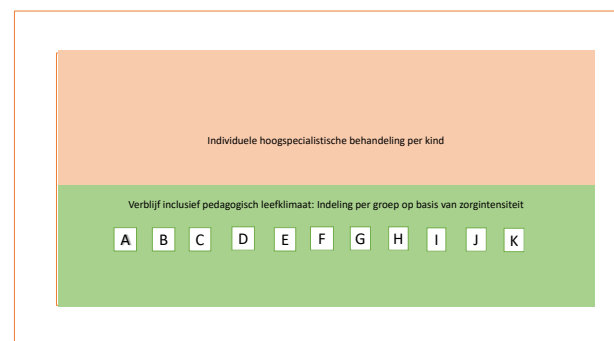 Individuele hoogspecialistische behandeling per kind
Verblijf inclusief pedagogisch leefklimaat: Indeling per groep op basis van zorgintensiteit
A B C D E F G H I J K